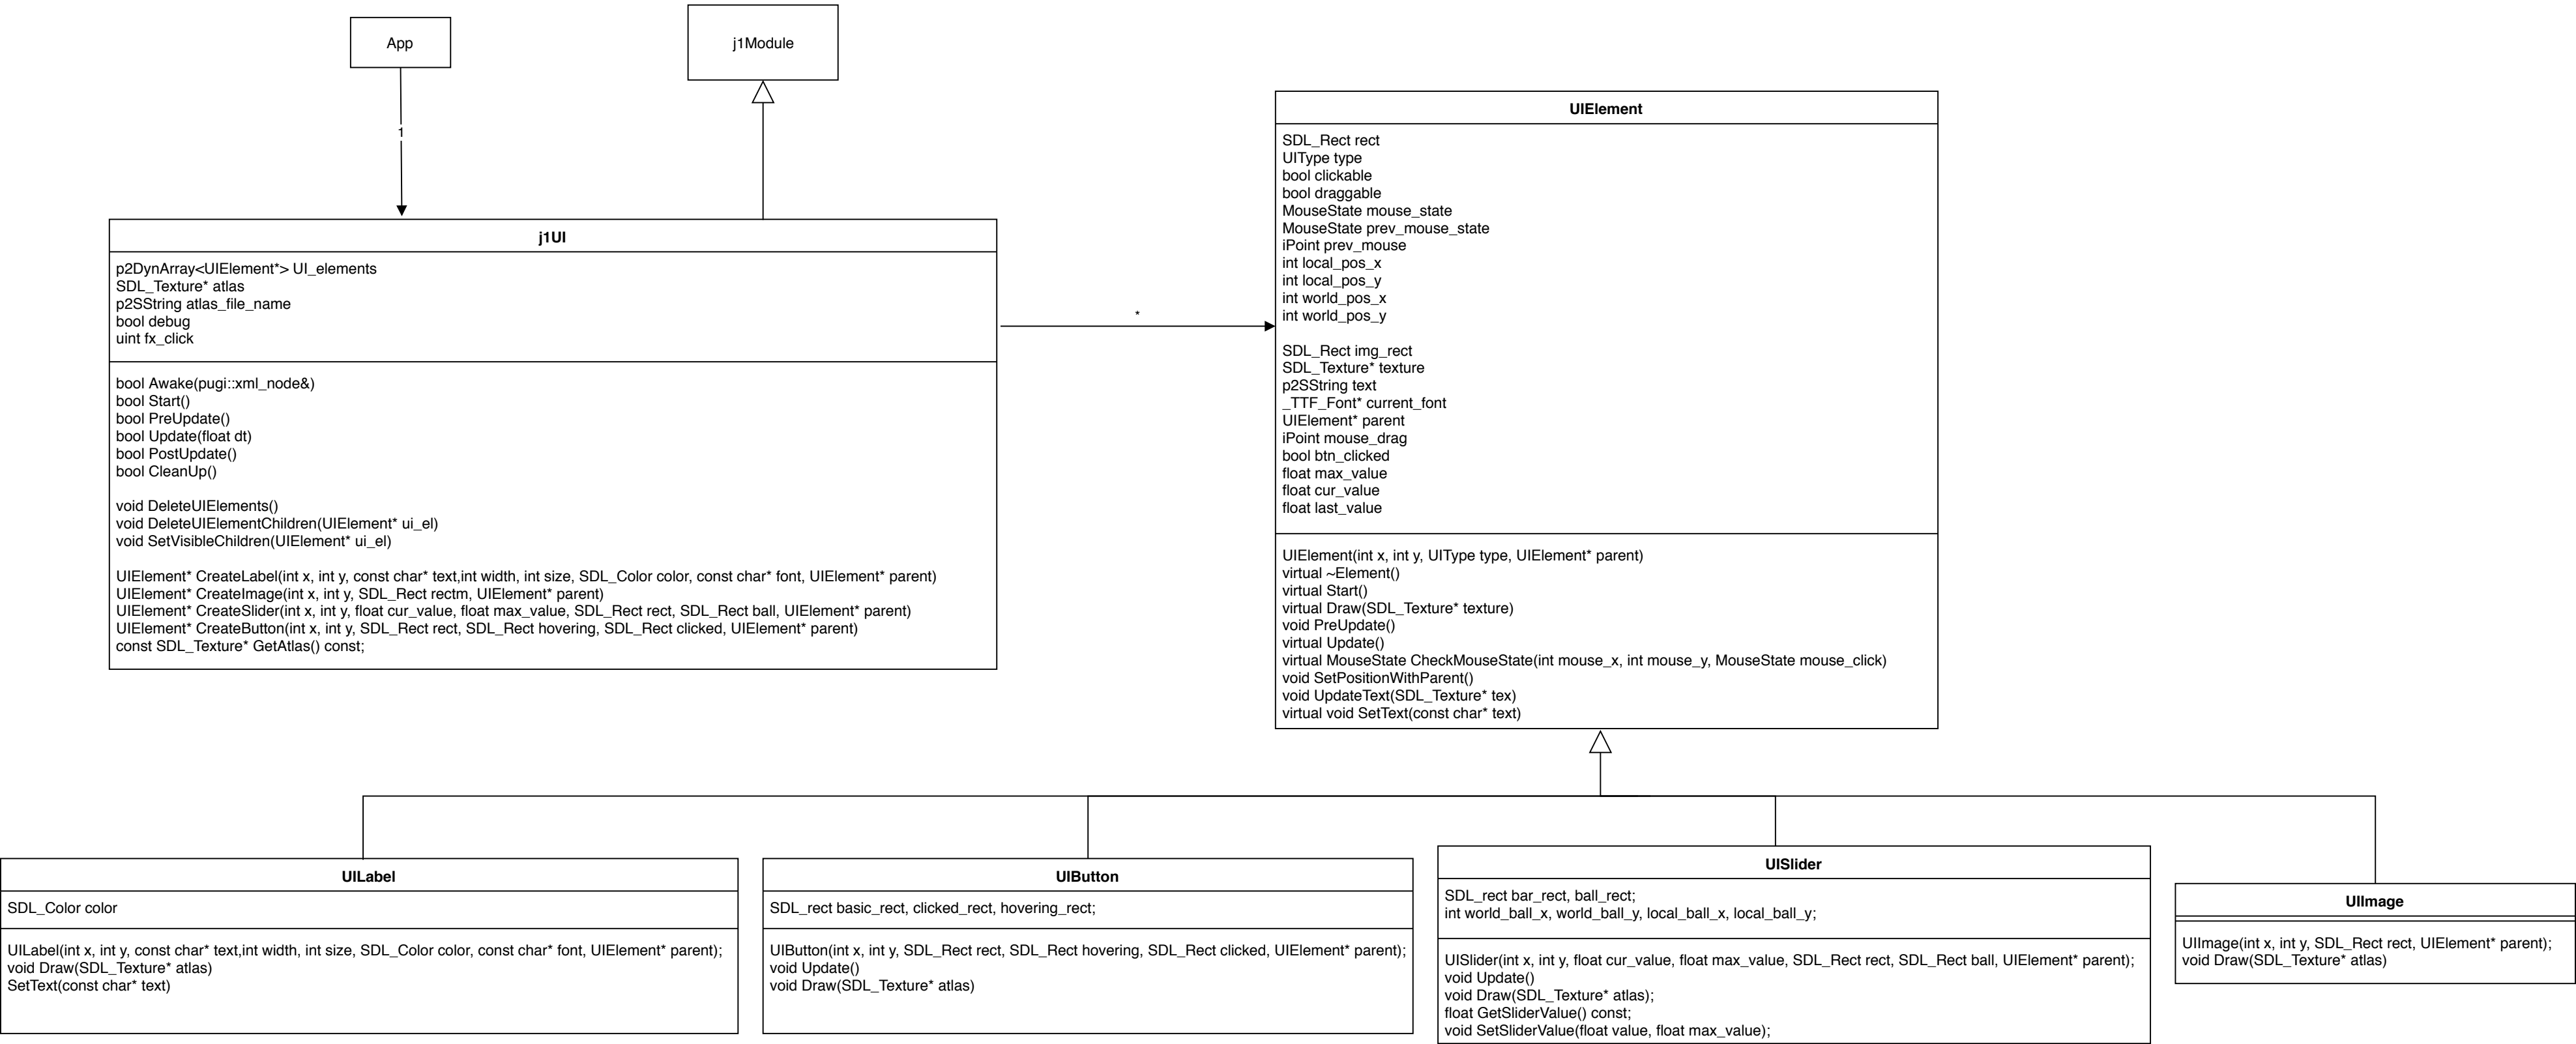 App
j1Module
1
j1UI
p2DynArray<UIElement*> UI_elements
SDL_Texture* atlas
p2SString atlas_file_name
bool debug
uint fx_click
bool Awake(pugi::xml_node&)
bool Start()
bool PreUpdate()
bool Update(float dt)
bool PostUpdate()
bool CleanUp()
void DeleteUIElements()
void DeleteUIElementChildren(UIElement* ui_el)
void SetVisibleChildren(UIElement* ui_el)
UIElement* CreateLabel(int x, int y, const char* text,int width, int size, SDL_Color color, const char* font, UIElement* parent)
UIElement* CreateImage(int x, int y, SDL_Rect rectm, UIElement* parent)
UIElement* CreateSlider(int x, int y, float cur_value, float max_value, SDL_Rect rect, SDL_Rect ball, UIElement* parent)
UIElement* CreateButton(int x, int y, SDL_Rect rect, SDL_Rect hovering, SDL_Rect clicked, UIElement* parent)
const SDL_Texture* GetAtlas() const;
*
UIElement
SDL_Rect rect
UIType type
bool clickable
bool draggable
MouseState mouse_state
MouseState prev_mouse_state
iPoint prev_mouse
int local_pos_x
int local_pos_y
int world_pos_x
int world_pos_y
SDL_Rect img_rect
SDL_Texture* texture
p2SString text
_TTF_Font* current_font
UIElement* parent
iPoint mouse_drag
bool btn_clicked
float max_value
float cur_value
float last_value
UIElement(int x, int y, UIType type, UIElement* parent)
virtual ~Element()
virtual Start()
virtual Draw(SDL_Texture* texture)
void PreUpdate()
virtual Update()
virtual MouseState CheckMouseState(int mouse_x, int mouse_y, MouseState mouse_click)
void SetPositionWithParent()
void UpdateText(SDL_Texture* tex)
virtual void SetText(const char* text)
UILabel
SDL_Color color
UILabel(int x, int y, const char* text,int width, int size, SDL_Color color, const char* font, UIElement* parent);
void Draw(SDL_Texture* atlas)
SetText(const char* text)
UIButton
SDL_rect basic_rect, clicked_rect, hovering_rect;
UIButton(int x, int y, SDL_Rect rect, SDL_Rect hovering, SDL_Rect clicked, UIElement* parent);
void Update()
void Draw(SDL_Texture* atlas)
UISlider
SDL_rect bar_rect, ball_rect;
int world_ball_x, world_ball_y, local_ball_x, local_ball_y;
UISlider(int x, int y, float cur_value, float max_value, SDL_Rect rect, SDL_Rect ball, UIElement* parent);
void Update()
void Draw(SDL_Texture* atlas);
float GetSliderValue() const;
void SetSliderValue(float value, float max_value);
UIImage
UIImage(int x, int y, SDL_Rect rect, UIElement* parent);
void Draw(SDL_Texture* atlas)